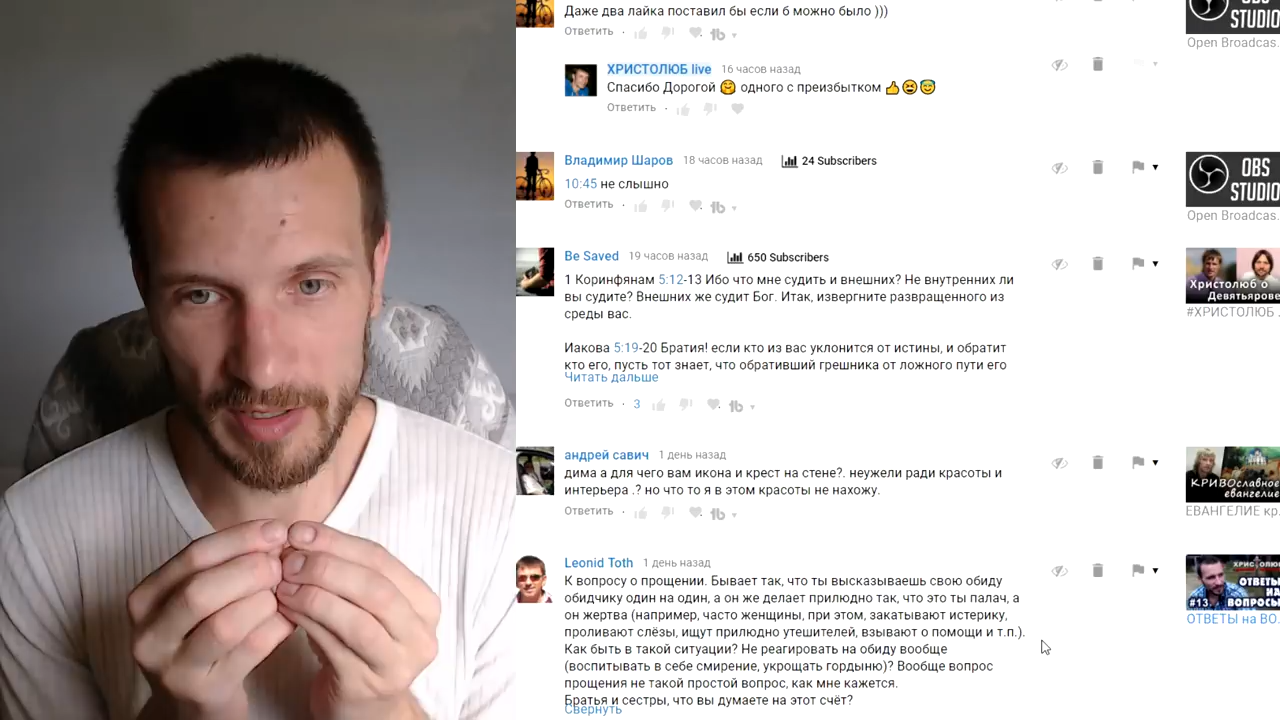 Даже два лайка поставил бы если б можно было )))
Ответить
OBS
STUDIO
Open Broadcas.
ХРИСТОЛЮБ live 16 часов назад
Спасибо Дорогой 🤗 одного с преизбытком 👍😆😇
Ответить
Владимир Шаров 18 часов назад 24 Subscribers
10:45 не слышно
Ответить
OBS
STUDIO
Open Broadcas.
Be Saved 19 часов назад 650 Subscribers
1 Коринфянам 5:12-13 Ибо что мне судить и внешних? Не внутренних ли
вы судите? Внешних же судит Бог. Итак, извергните развращенного из
среды вас.
Иакова 5:19-20 Братия! если кто из вас уклонится от истины, и обратит
кто его, пусть тот знает, что обративший грешника от ложного пути его
Читать дальше
Ответить 3
Христолюб о
Девятьярове
#ХРИСТОЛЮБ .
андрей савич 1 день назад
дима а для чего вам икона и крест на стене?. неужели ради красоты и
интерьера .? но что то я в этом красоты не нахожу.
Ответить
КРИВОславное
евангелие
ЕВАНГЕЛИЕ кр.
Leonid Toth 1 день назад
К вопросу о прощении. Бывает так, что ты высказываешь свою обиду
обидчику один на один, а он же делает прилюдно так, что это ты палач, а
он жертва (например, часто женщины, при этом, закатывают истерику,
проливают слёзы, ищут прилюдно утешителей, взывают о помощи и т.п.).
Как быть в такой ситуации? Не реагировать на обиду вообще
(воспитывать в себе смирение, укрощать гордыню)? Вообще вопрос
прощения не такой простой вопрос, как мне кажется.
Братья и сестры, что вы думаете на этот счёт?
Свернуть
ОТВЕТЫ
НА
#13 ВОПРОСЫ
ОТВЕТЫ на ВО.